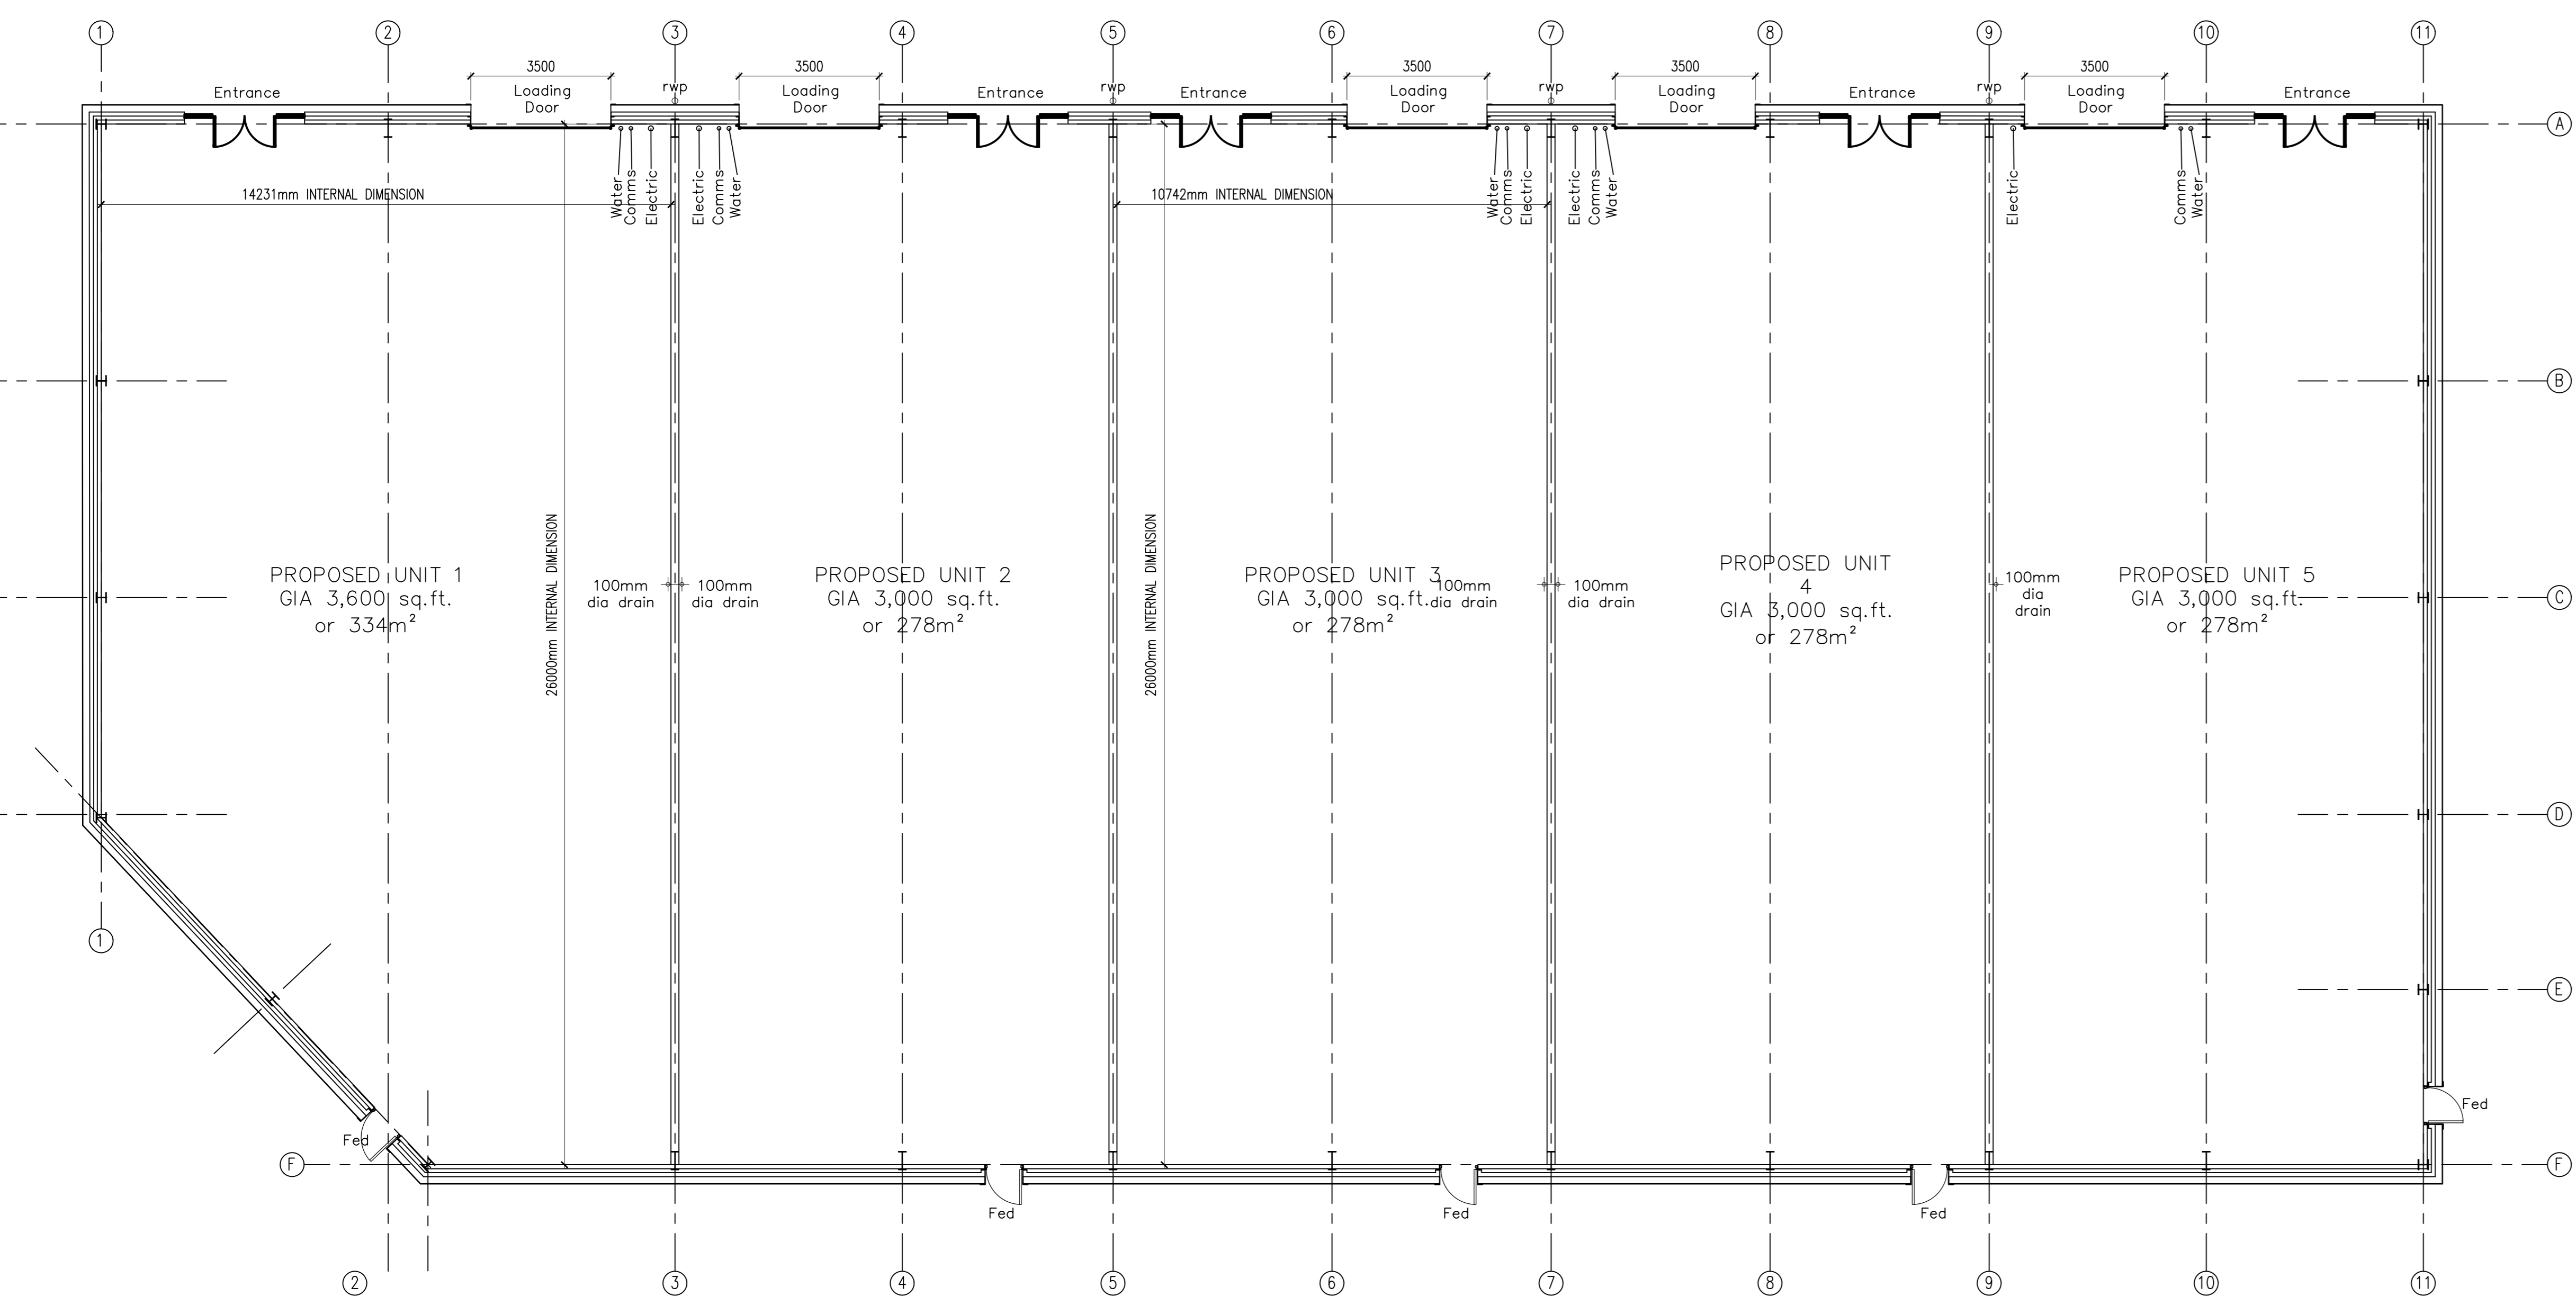 1 2 3 4 5 6 7 8 9 10 11
3500 3500 3500 3500 3500
Entrance
Loading
Door
rwp
Loading
Door
Entrance
rwp
Entrance
Loading
Door
rwp
Loading
Door
Entrance
rwp
Loading
Door
Entrance
A
Water
Comms
Electric
Electric
Comms
Water
Water
Comms
Electric
Electric
Comms
Water
Electric
Comms
Water
14231mm INTERNAL DIMENSION
10742mm INTERNAL DIMENSION
B
26000mm INTERNAL DIMENSION
26000mm INTERNAL DIMENSION
PROPOSED UNIT 1
GIA 3,600 sq.ft.
or 334m²
100mm
dia drain
100mm
dia drain
PROPOSED UNIT 2
GIA 3,000 sq.ft.
or 278m²
PROPOSED UNIT 3
GIA 3,000 sq.ft.
or 278m²
100mm
dia drain
100mm
dia drain
PROPOSED UNIT
4
GIA 3,000 sq.ft.
or 278m²
100mm
dia
drain
PROPOSED UNIT 5
GIA 3,000 sq.ft.
or 278m²
C
D
1
E
Fed
Fed
F
F
Fed
Fed
Fed
2 3 4 5 6 7 8 9 10 11